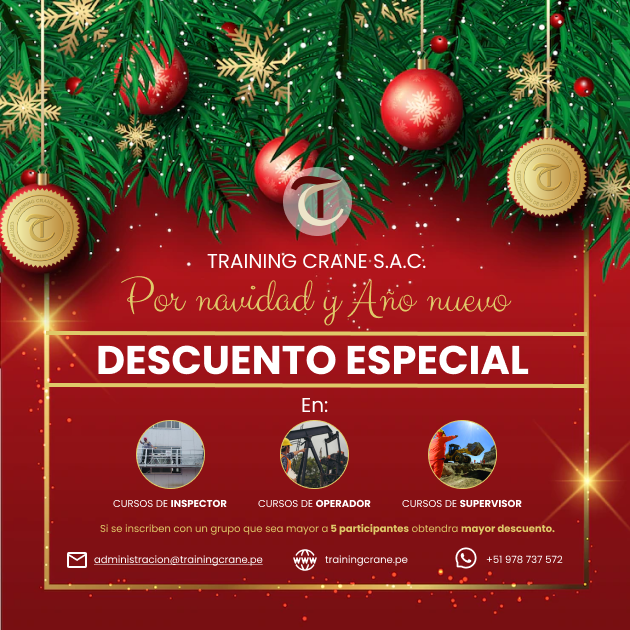 TRAINING CRANE S.A.C.
Por navidad y Año nuevo
DESCUENTO ESPECIAL
En:
CURSOS DE INSPECTOR
CURSOS DE OPERADOR
CURSOS DE SUPERVISOR
Si se inscriben con un grupo que sea mayor a 5 participantes obtendra mayor descuento.
administracion@trainingcrane.pe
trainingcrane.pe
+51 978 737 572